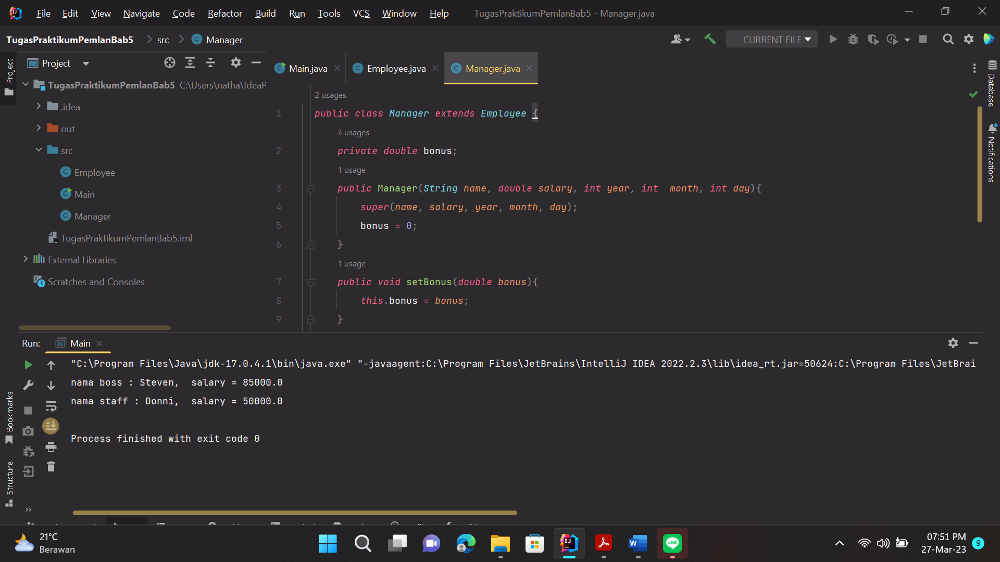 File Edit View Navigate Code Refactor Build Run Tools VCS Window Help TugasPraktikumPemlanBab5 - Manager.java
TugasPraktikumPemlanBab5 src Manager CURRENT FILE
Project
Project
Main.java Employee.java Manager.java
TugasPraktikumPemlanBab5 C:\Users\natha\IdeaP
.idea
out
src
Employee
Main
Manager
TugasPraktikumPemlanBab5.iml
External Libraries
Scratches and Consoles
2 usages
1 public class Manager extends Employee {
3 usages
2 private double bonus;
1 usage
3 public Manager(String name, double salary, int year, int  month, int day){
4 super(name, salary, year, month, day);
5 bonus = 0;
6 }
1 usage
7 public void setBonus(double bonus){
8 this.bonus = bonus;
9 }
Database
Notifications
Run: Main
"C:\Program Files\Java\jdk-17.0.4.1\bin\java.exe" "-javaagent:C:\Program Files\JetBrains\IntelliJ IDEA 2022.2.3\lib\idea_rt.jar=50624:C:\Program Files\JetBrai
nama boss : Steven,  salary = 85000.0
nama staff : Donni,  salary = 50000.0
Process finished with exit code 0
Bookmarks
Structure
21°C
Berawan
07:51 PM
27-Mar-23
9